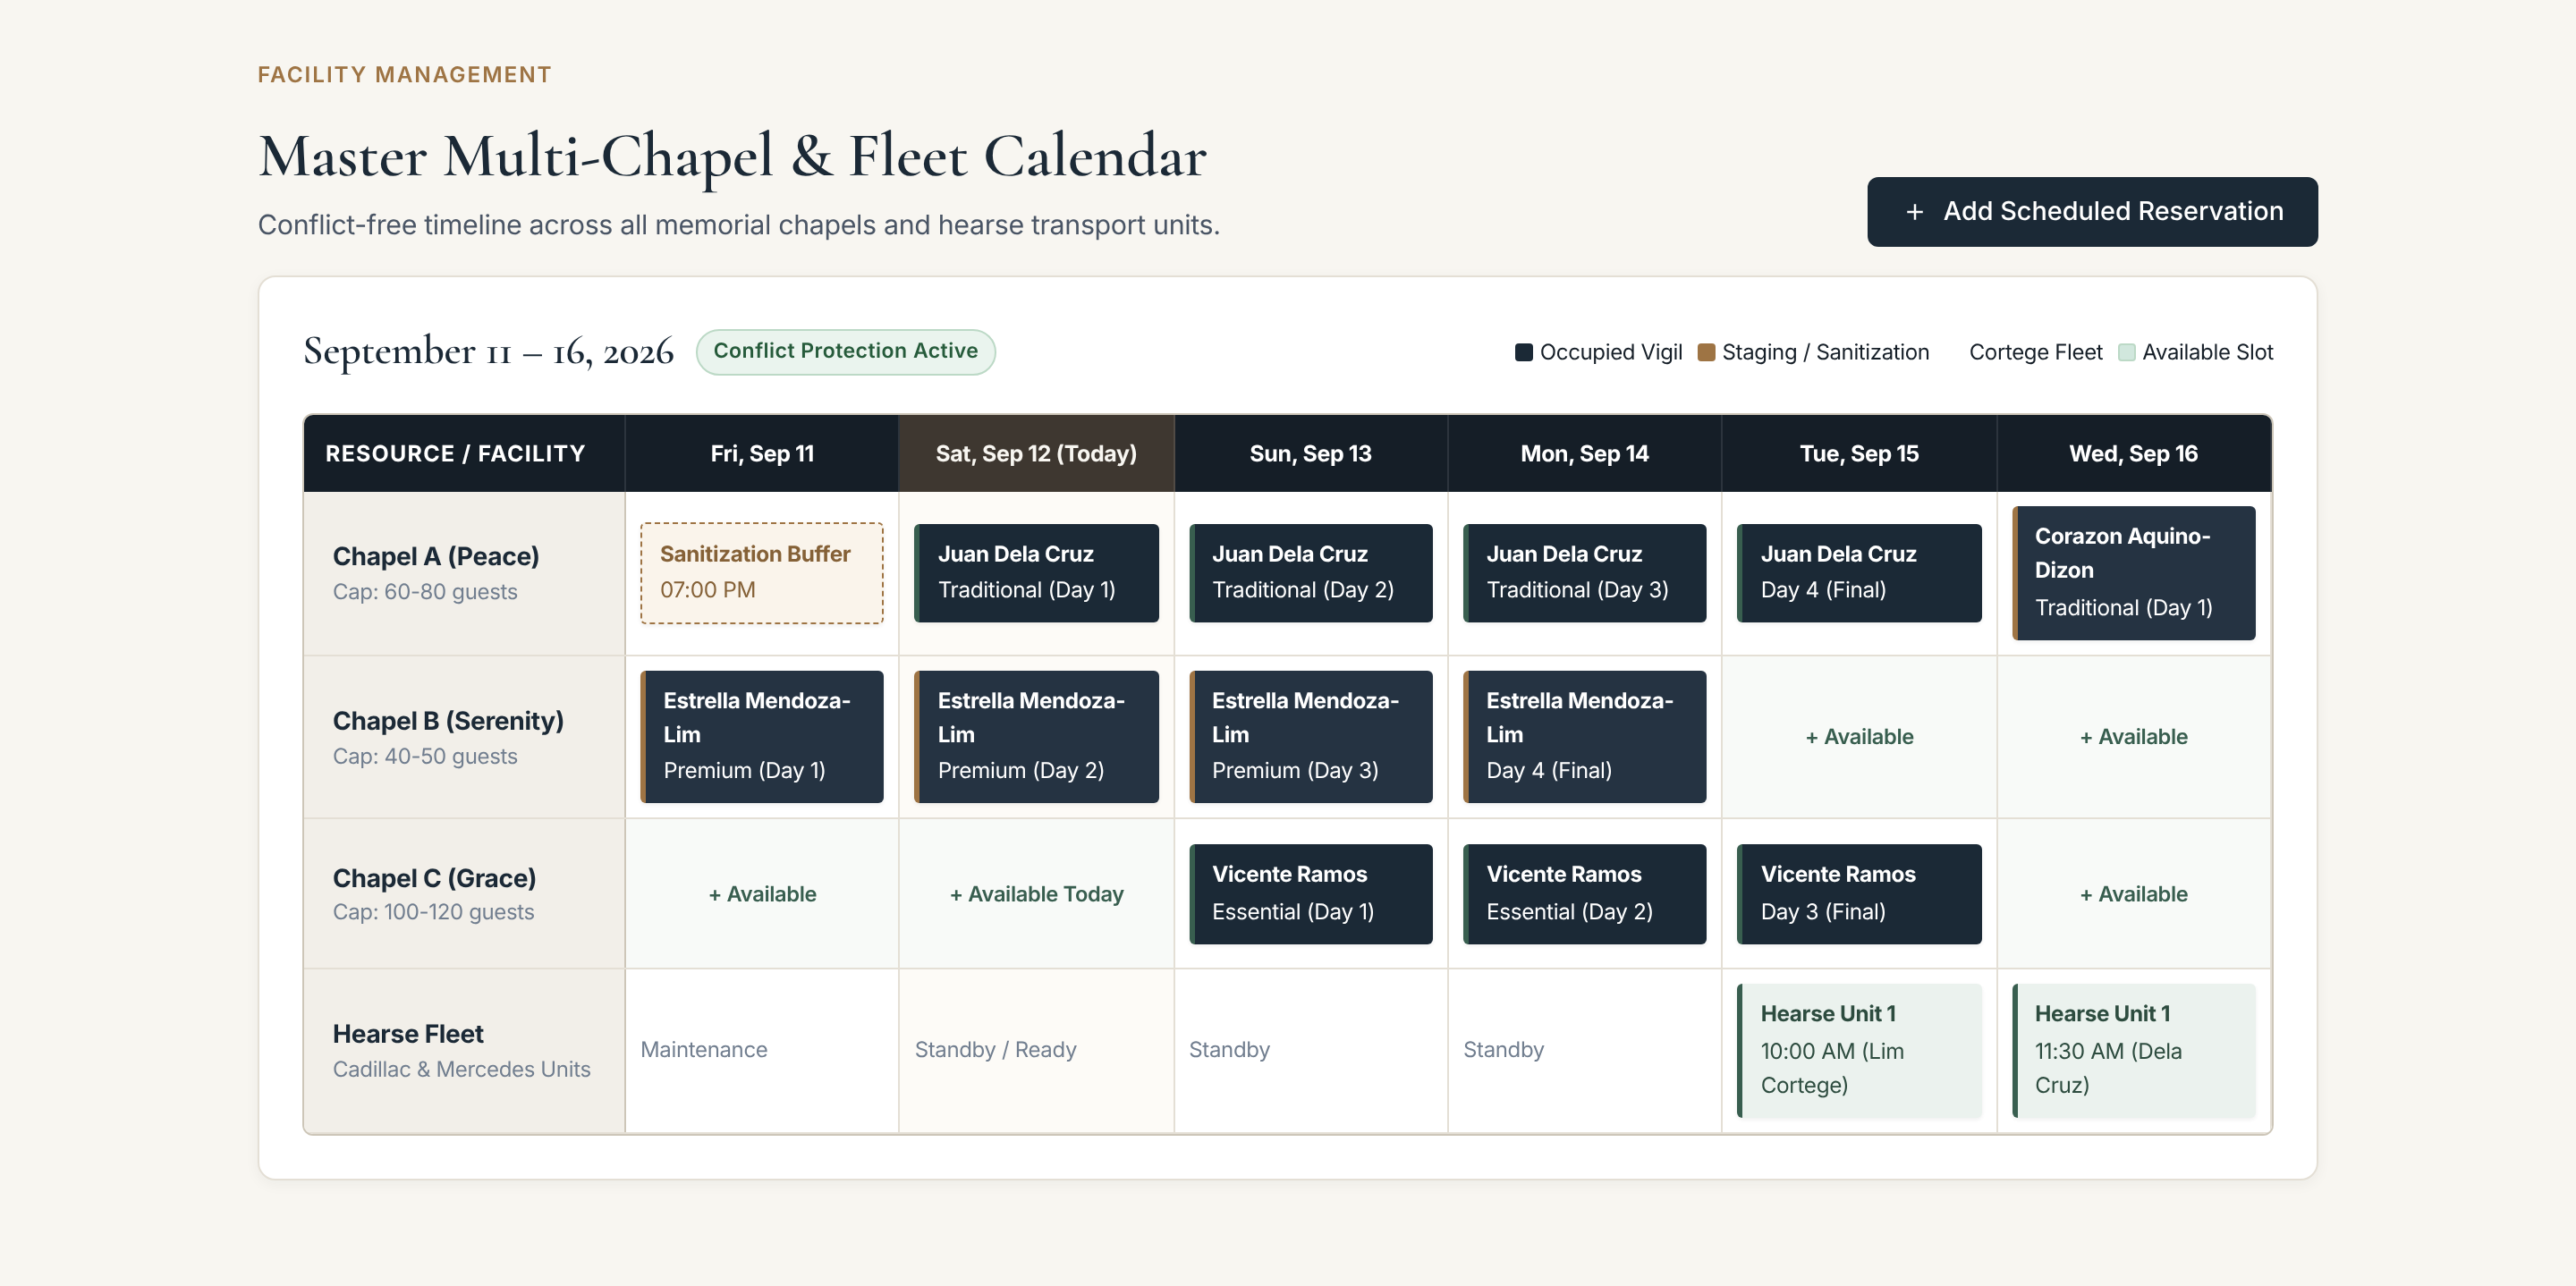 FACILITY MANAGEMENT
Master Multi-Chapel & Fleet Calendar
Conflict-free timeline across all memorial chapels and hearse transport units.
+ Add Scheduled Reservation
September 11 – 16, 2026
Conflict Protection Active
Occupied Vigil
Staging / Sanitization
Cortege Fleet
Available Slot
RESOURCE / FACILITY
Fri, Sep 11
Sat, Sep 12 (Today)
Sun, Sep 13
Mon, Sep 14
Tue, Sep 15
Wed, Sep 16
Chapel A (Peace)
Cap: 60-80 guests
Sanitization Buffer
07:00 PM
Juan Dela Cruz
Traditional (Day 1)
Juan Dela Cruz
Traditional (Day 2)
Juan Dela Cruz
Traditional (Day 3)
Juan Dela Cruz
Day 4 (Final)
Corazon Aquino-
Dizon
Traditional (Day 1)
Chapel B (Serenity)
Cap: 40-50 guests
Estrella Mendoza-
Lim
Premium (Day 1)
Estrella Mendoza-
Lim
Premium (Day 2)
Estrella Mendoza-
Lim
Premium (Day 3)
Estrella Mendoza-
Lim
Day 4 (Final)
+ Available
+ Available
Chapel C (Grace)
Cap: 100-120 guests
+ Available
+ Available Today
Vicente Ramos
Essential (Day 1)
Vicente Ramos
Essential (Day 2)
Vicente Ramos
Day 3 (Final)
+ Available
Hearse Fleet
Cadillac & Mercedes Units
Maintenance
Standby / Ready
Standby
Standby
Hearse Unit 1
10:00 AM (Lim
Cortege)
Hearse Unit 1
11:30 AM (Dela
Cruz)